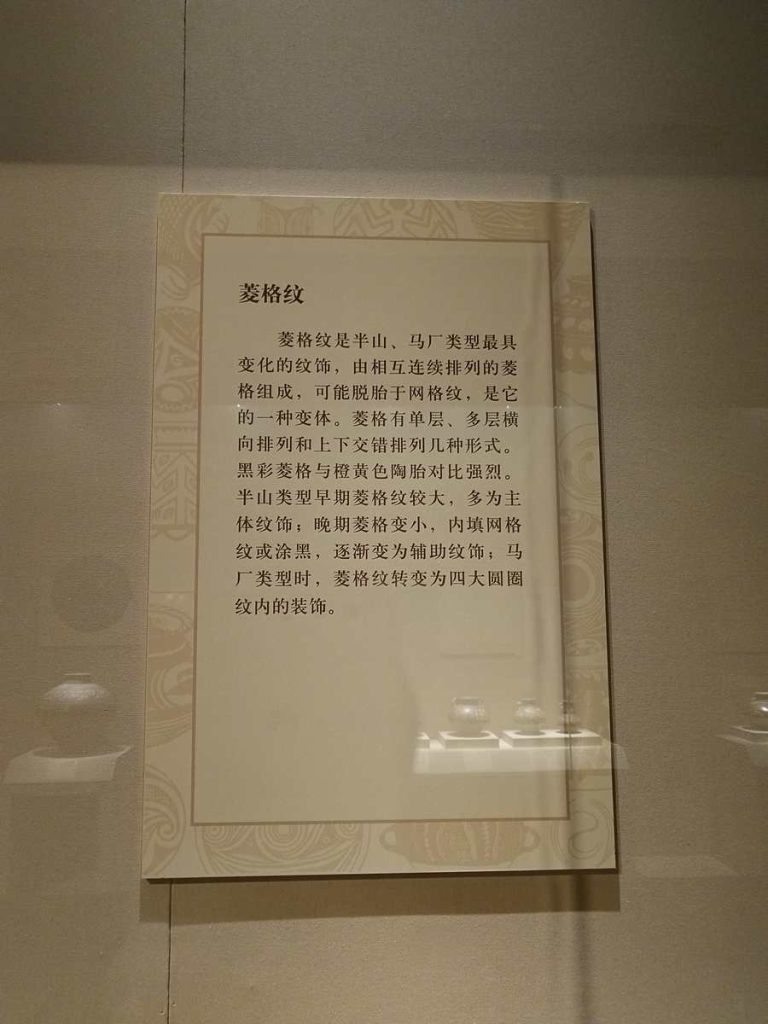 菱格纹
菱格纹是半山、马厂类型最具
变化的纹饰，由相互连续排列的菱
格组成，可能脱胎于网格纹，是它
的一种变体。菱格有单层、多层横
向排列和上下交错排列几种形式。
黑彩菱格与橙黄色陶胎对比强烈。
半山类型早期菱格纹较大，多为主
体纹饰；晚期菱格变小，内填网格
纹或涂黑，逐渐变为辅助纹饰；马
厂类型时，菱格纹转变为四大圆圈
纹内的装饰。